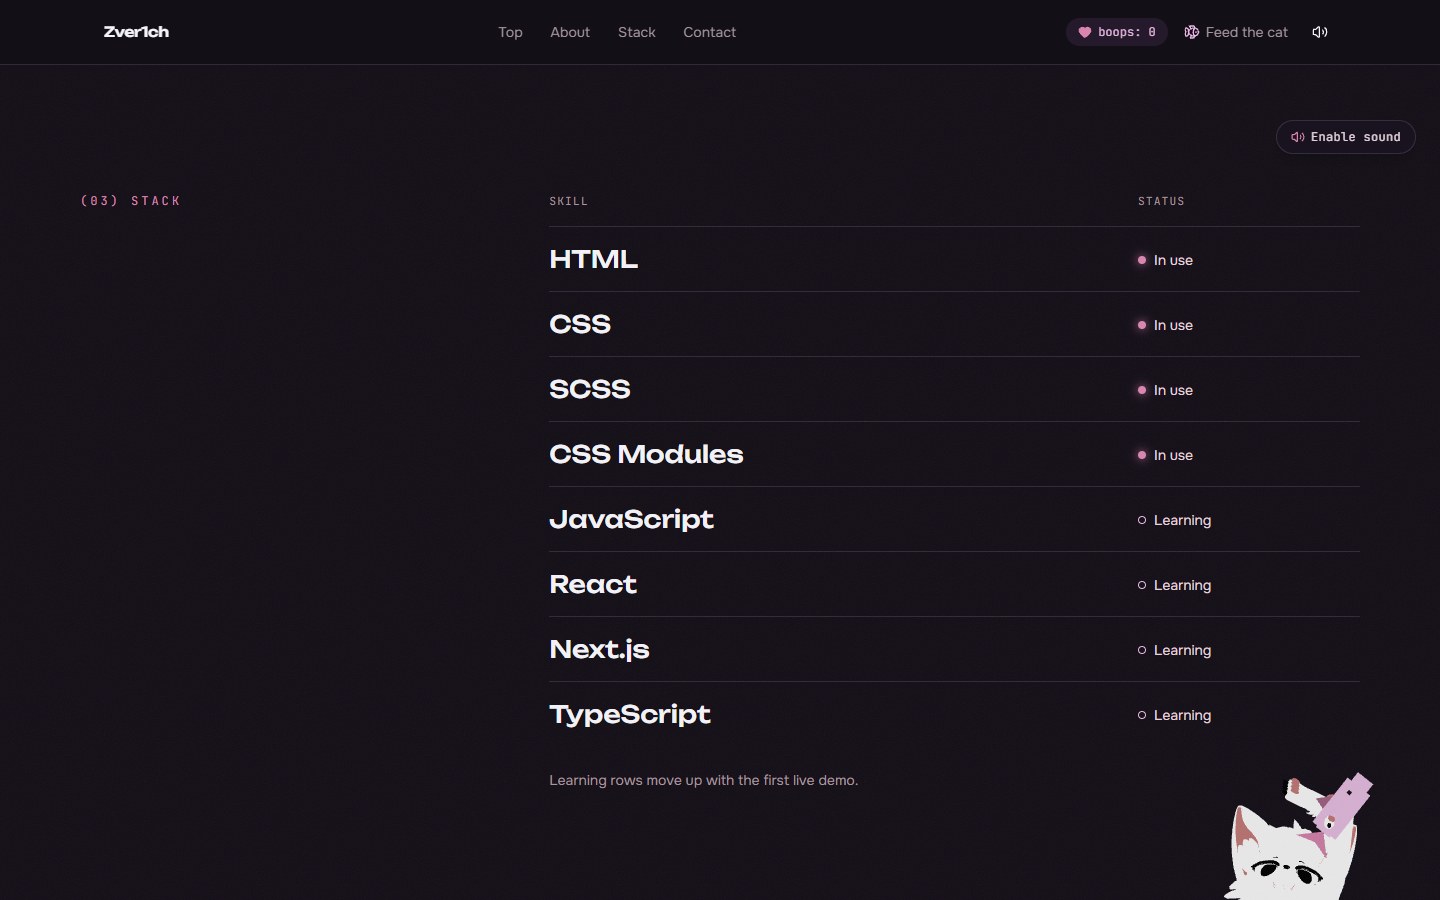 Zver1ch
Top About Stack Contact
boops: 0 Feed the cat
Enable sound
(03) STACK
SKILL STATUS
HTML In use
CSS In use
SCSS In use
CSS Modules In use
JavaScript Learning
React Learning
Next.js Learning
TypeScript Learning
Learning rows move up with the first live demo.